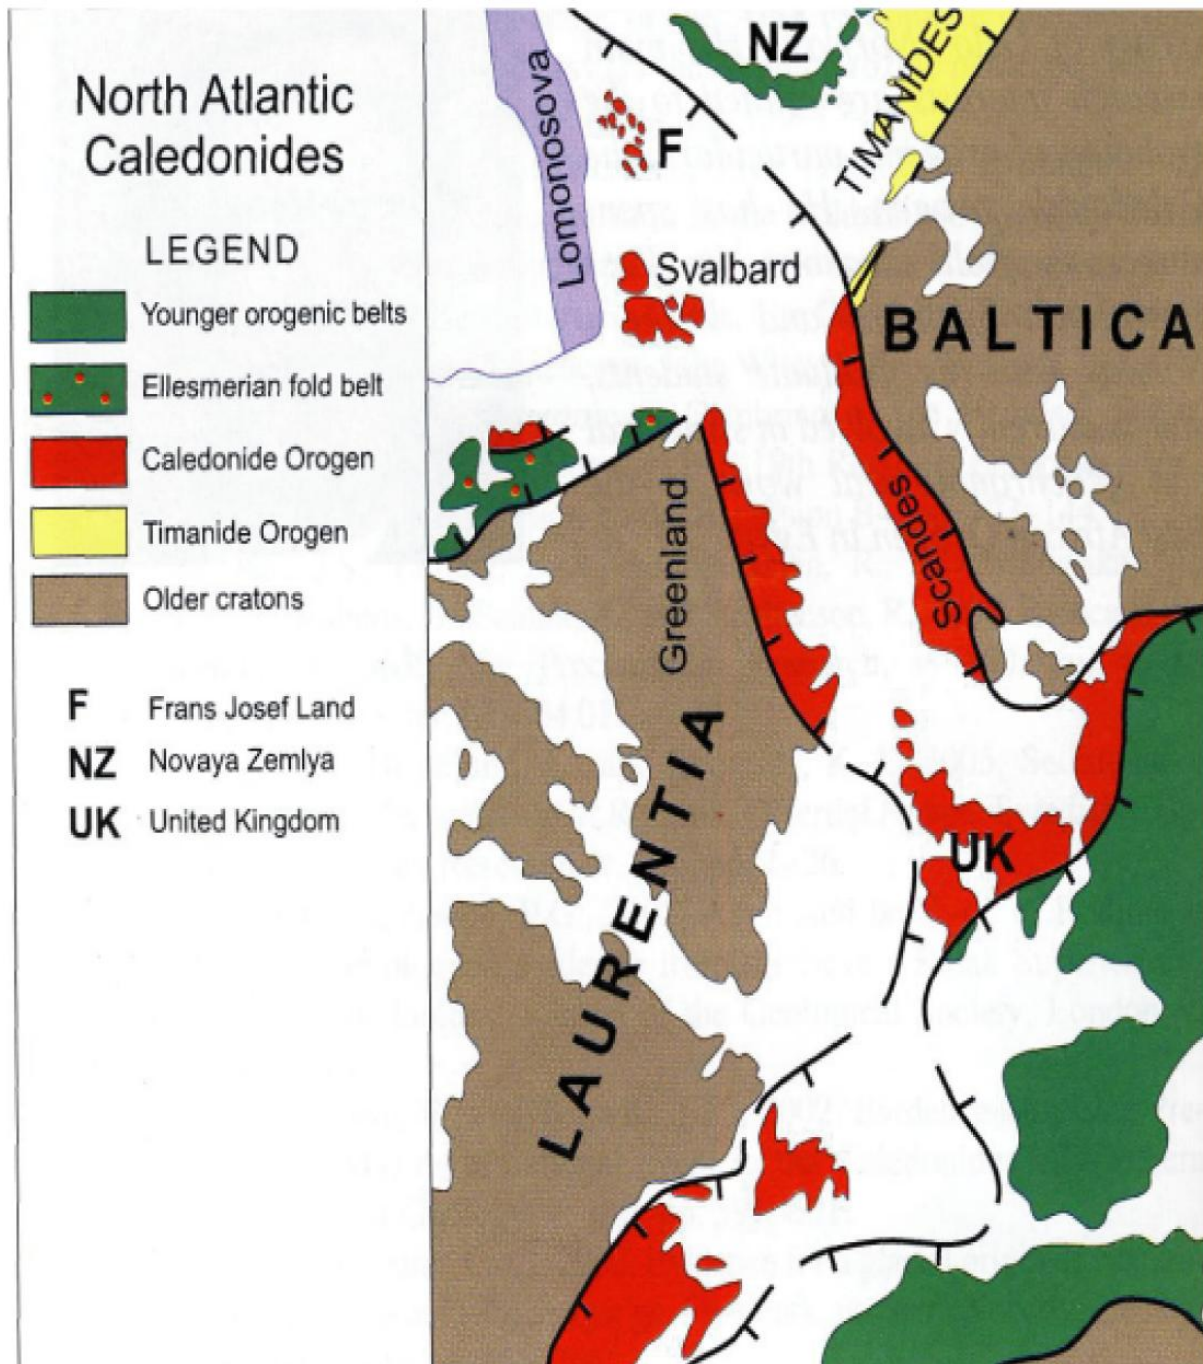 North Atlantic
Caledonides
LEGEND
Younger orogenic belts
Ellesmerian fold belt
Caledonide Orogen
Timanide Orogen
Older cratons
F Frans Josef Land
NZ Novaya Zemlya
UK United Kingdom
NZ
TIMANIDES
Lomonosova
F
Svalbard
BALTICA
Greenland
Scandes
LAURENTIA
UK